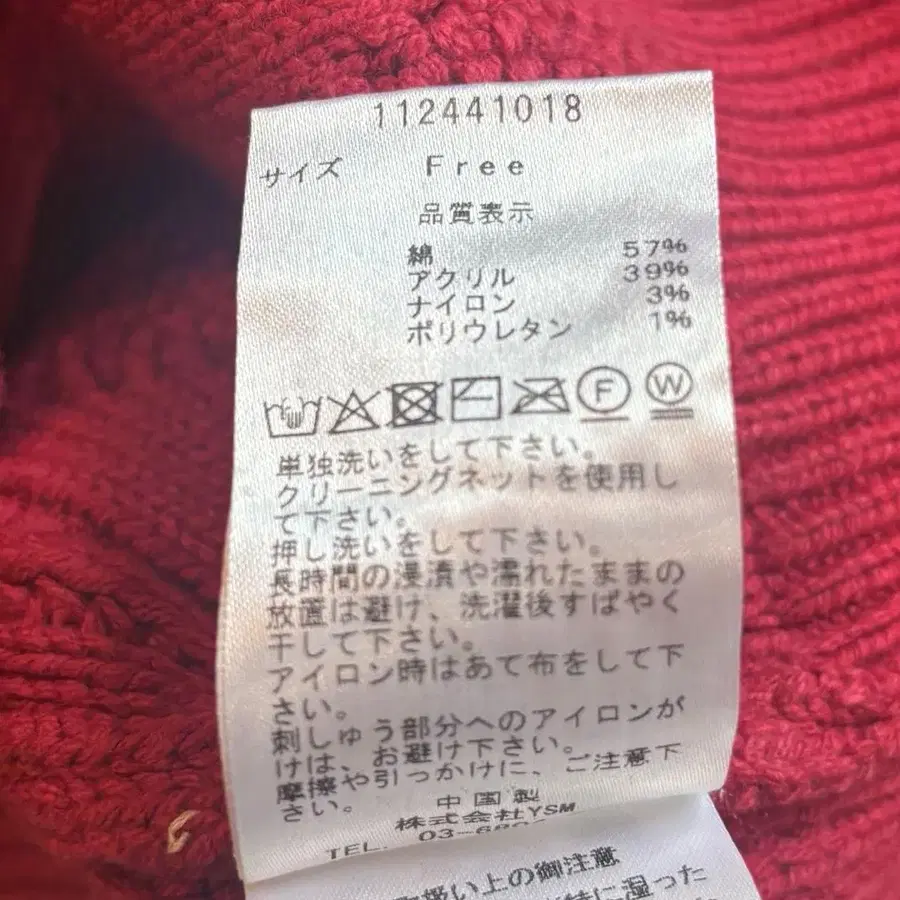 112441018
サイズ Free
品質表示
綿 57%
アクリル 39%
ナイロン 3%
ポリウレタン 1%
F W
単独洗いをして下さい。
クリーニングネットを使用し
て下さい。
押し洗いをして下さい。
長時間の浸漬や濡れたままの
放置は避け、洗濯後すばやく
干して下さい。
アイロン時はあて布をして下
さい。
刺しゅう部分へのアイロンが
けは、お避け下さい。
摩擦や引っかけに、ご注意下
さい。
中国製
株式会社YSM
TEL. 03-6
扱い上の御注意
特に湿った